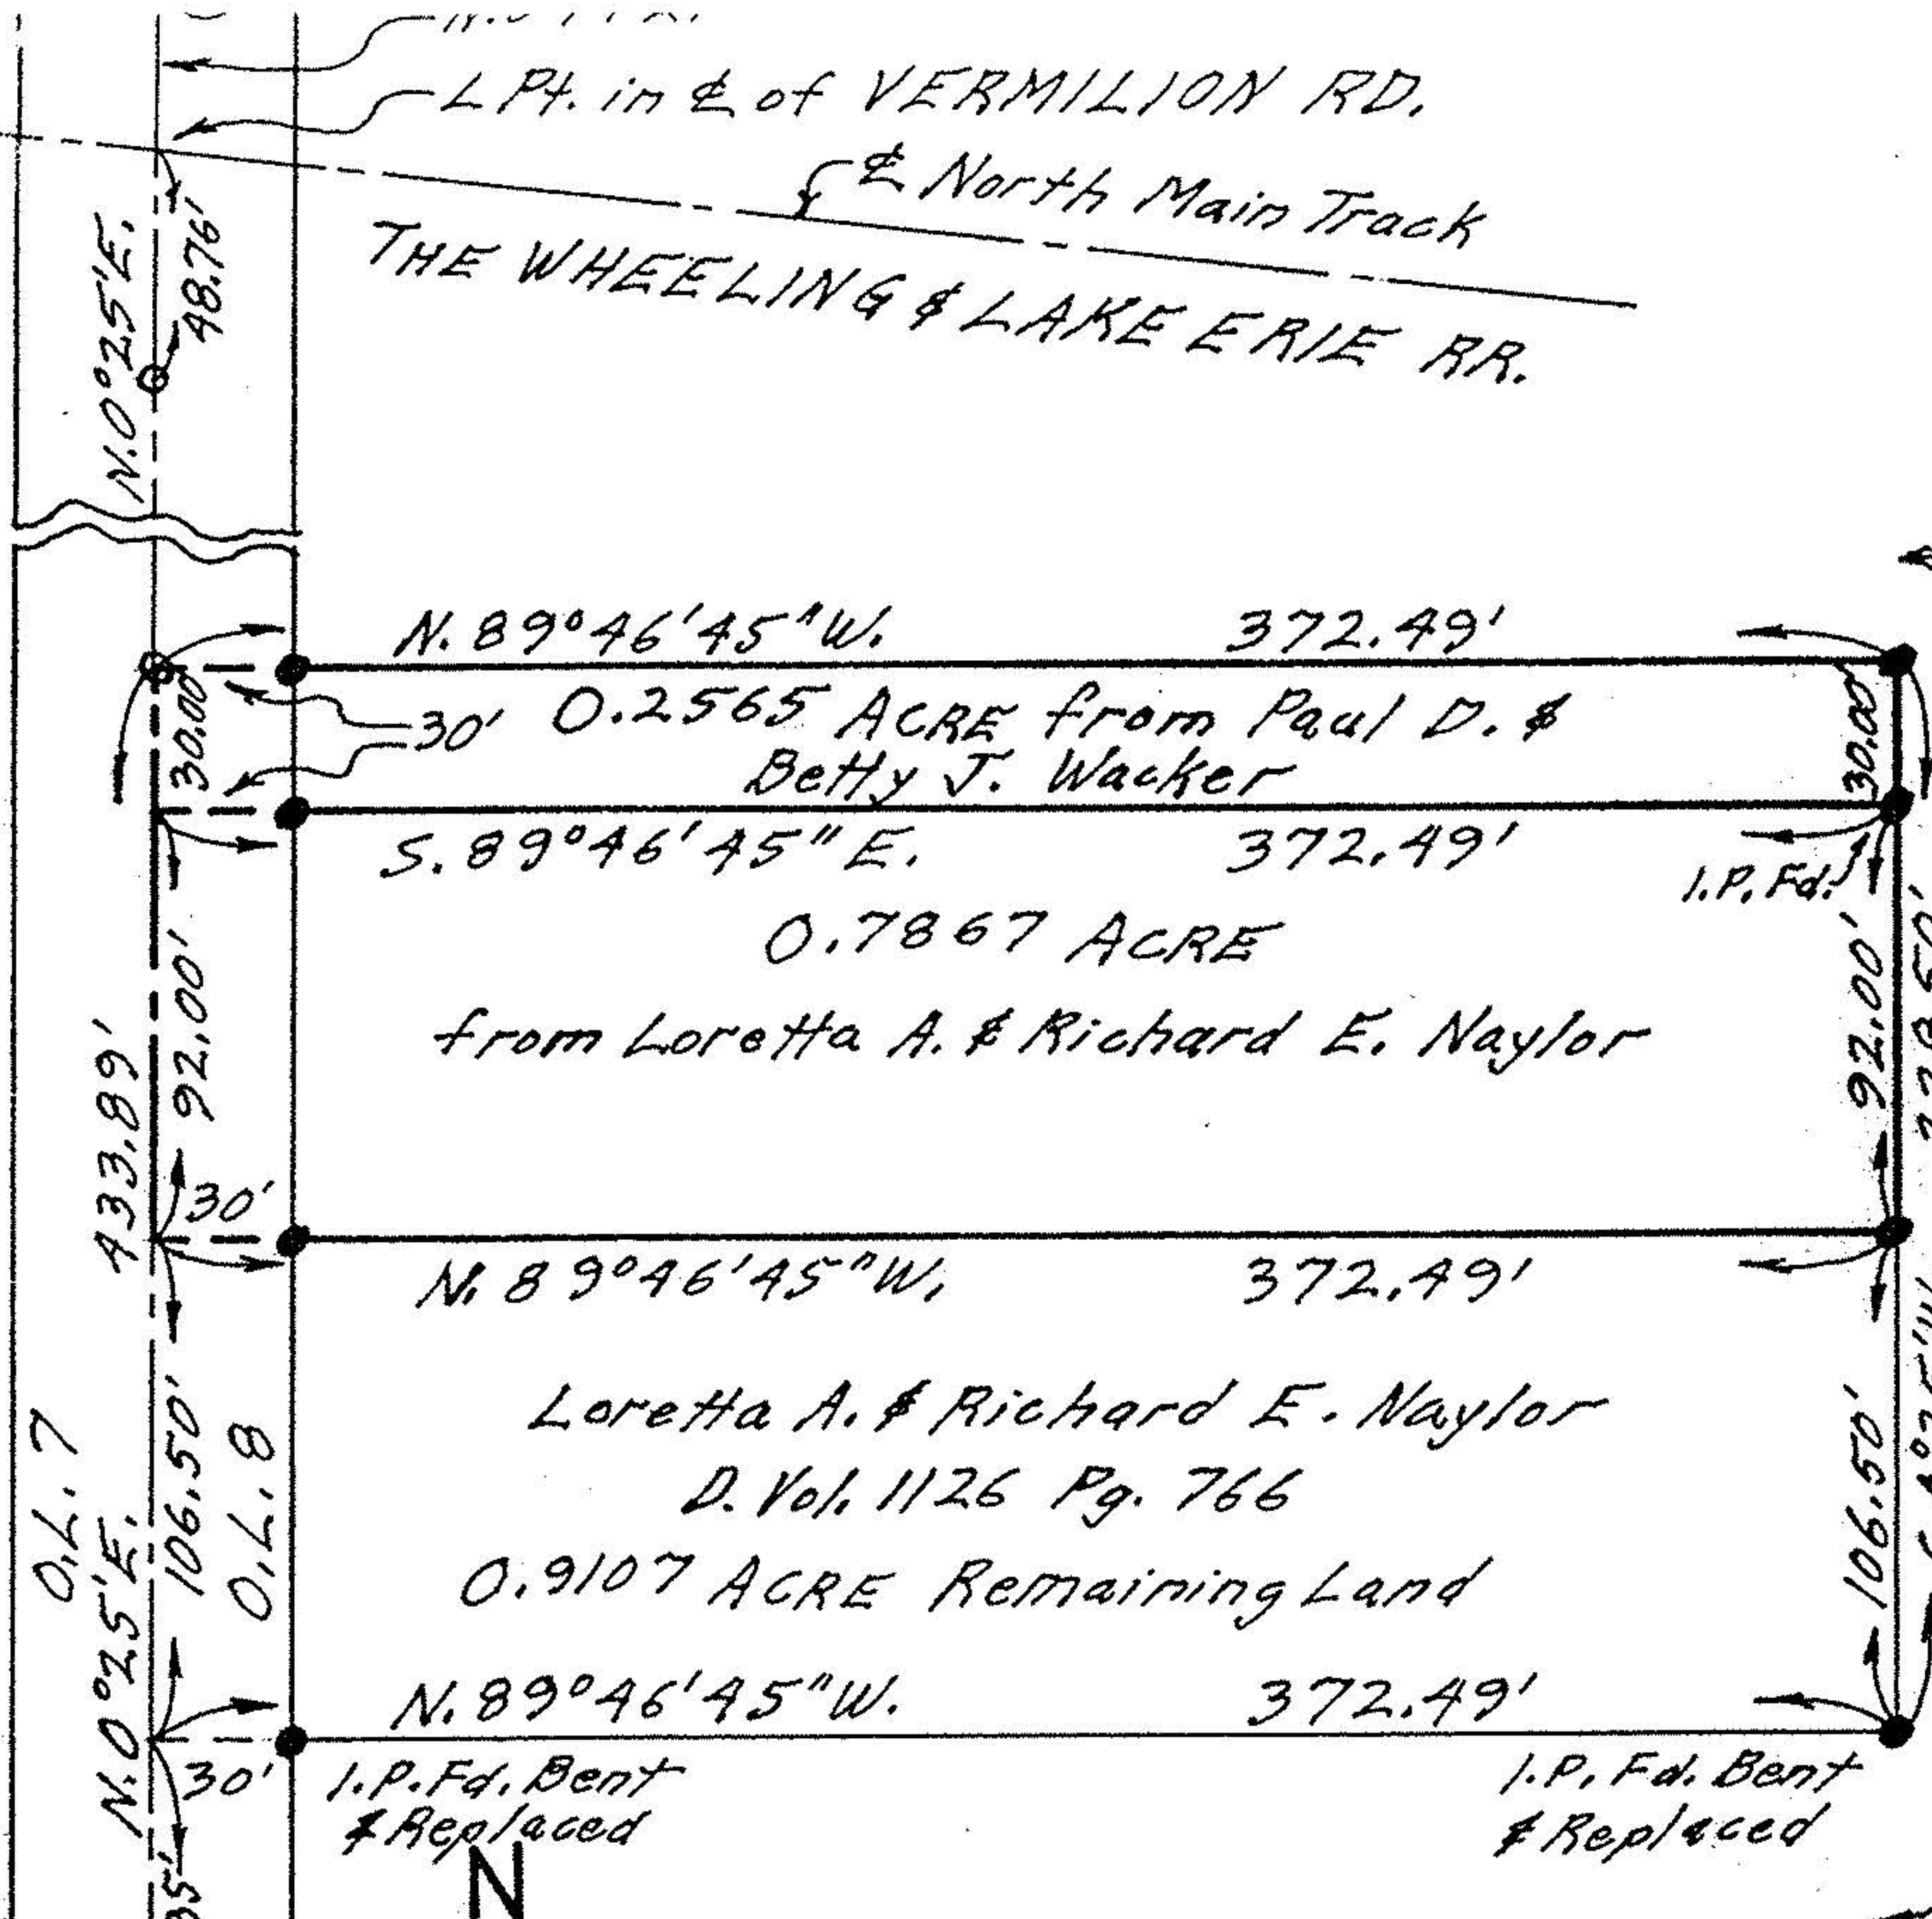 L Pt. in ℄ of VERMILION RD.
℄ North Main Track
THE WHEELING & LAKE ERIE RR.
N.0°25'E.
48.76'
N. 89°46'45"W. 372.49'
30.00'
30'
0.2565 ACRE from Paul D. &
Betty J. Wacker
30.00'
S. 89°46'45" E. 372.49'
I.P. Fd.
0.7867 ACRE
from Loretta A. & Richard E. Naylor
92.00'
92.00'
433.89'
30'
N. 89°46'45"W. 372.49'
Loretta A. & Richard E. Naylor
D. Vol. 1126 Pg. 766
0.9107 ACRE Remaining Land
O.L. 7
N.0°25'E.
106.50'
O.L. 8
106.50'
N. 89°46'45"W. 372.49'
30'
I.P. Fd. Bent
& Replaced
I.P. Fd. Bent
& Replaced
N